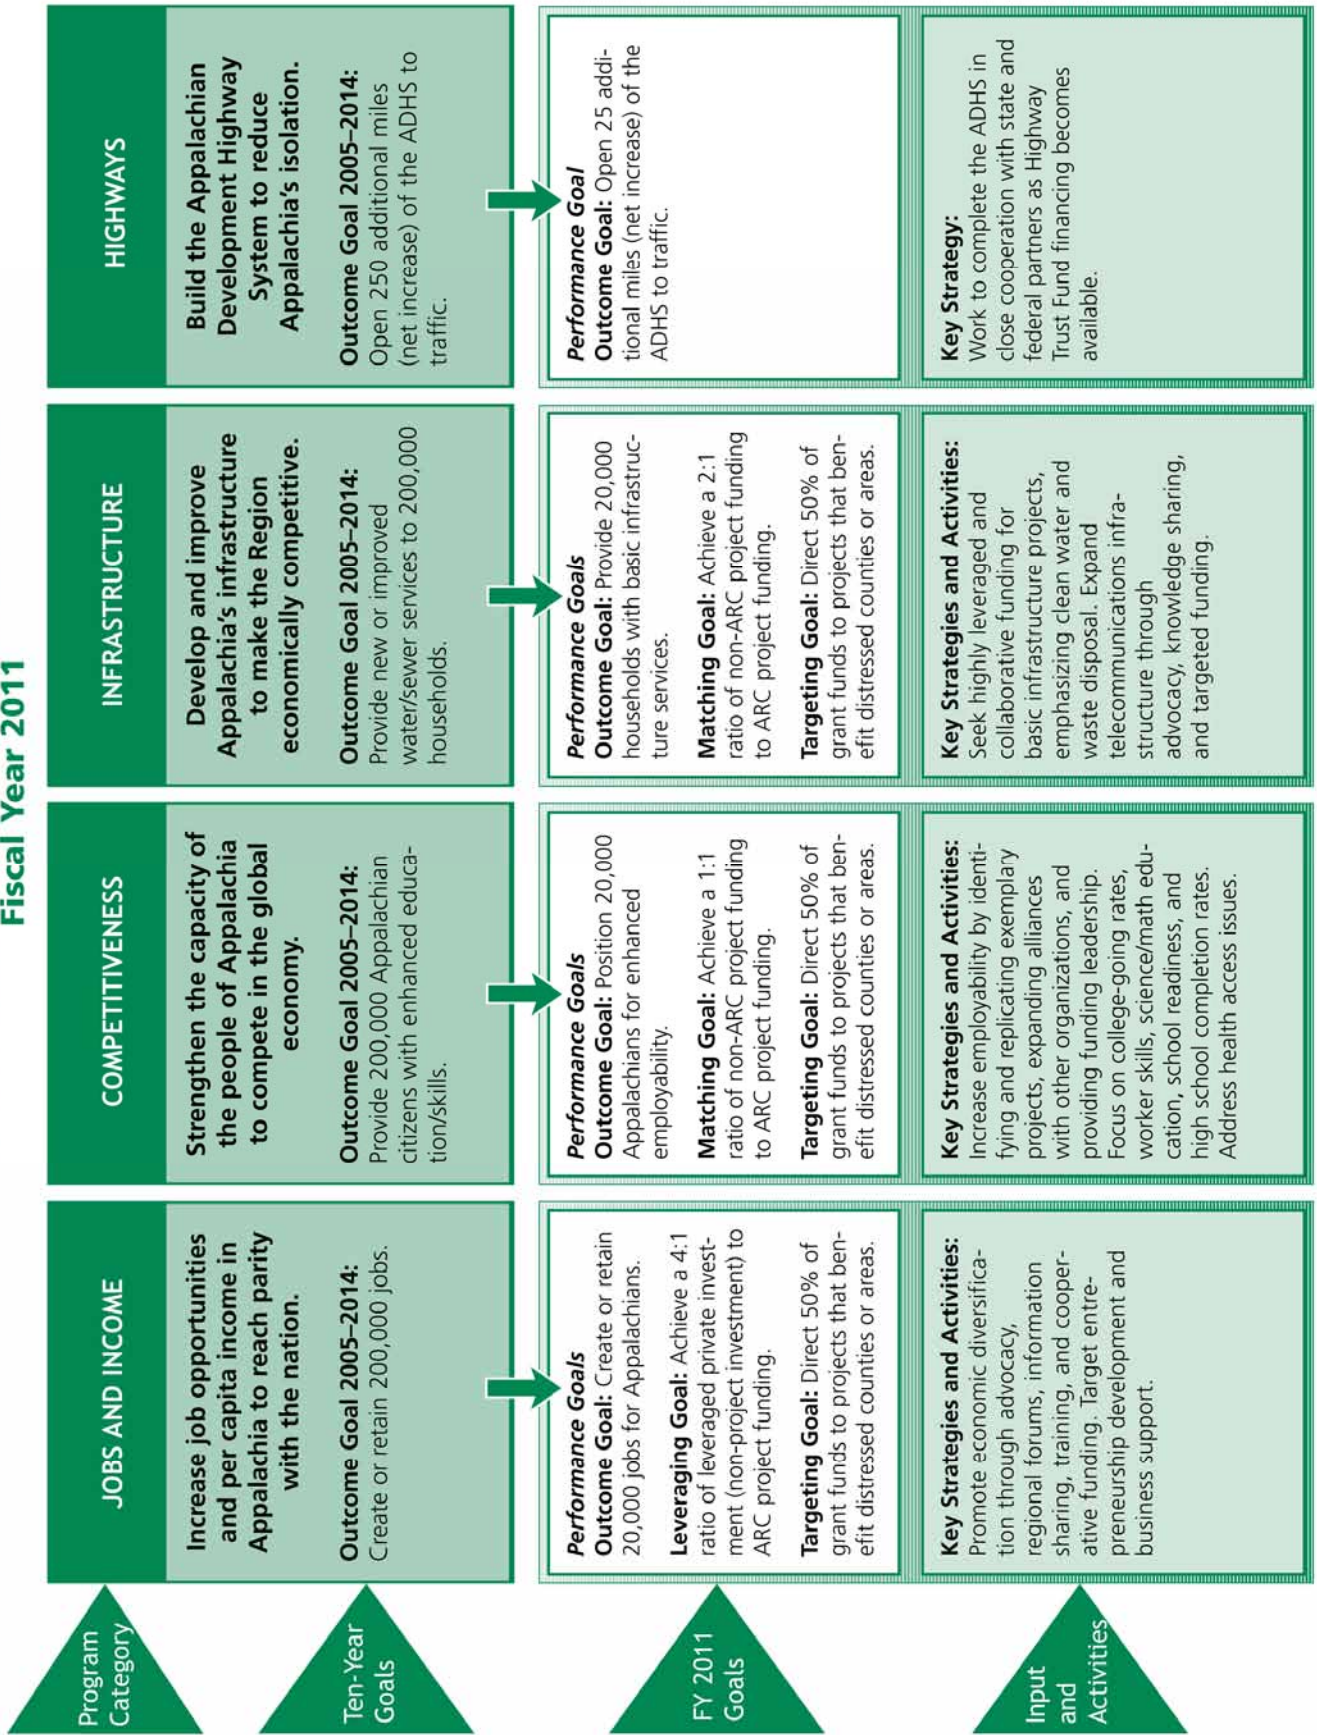 Fiscal Year 2011
Program
Category
JOBS AND INCOME
COMPETITIVENESS
INFRASTRUCTURE
HIGHWAYS
Ten-Year
Goals
Increase job opportunities
and per capita income in
Appalachia to reach parity
with the nation.
Outcome Goal 2005–2014:
Create or retain 200,000 jobs.
Strengthen the capacity of
the people of Appalachia
to compete in the global
economy.
Outcome Goal 2005–2014:
Provide 200,000 Appalachian
citizens with enhanced educa-
tion/skills.
Develop and improve
Appalachia's infrastructure
to make the Region
economically competitive.
Outcome Goal 2005–2014:
Provide new or improved
water/sewer services to 200,000
households.
Build the Appalachian
Development Highway
System to reduce
Appalachia's isolation.
Outcome Goal 2005–2014:
Open 250 additional miles
(net increase) of the ADHS to
traffic.
FY 2011
Goals
Performance Goals
Outcome Goal: Create or retain
20,000 jobs for Appalachians.
Leveraging Goal: Achieve a 4:1
ratio of leveraged private invest-
ment (non-project investment) to
ARC project funding.
Targeting Goal: Direct 50% of
grant funds to projects that ben-
efit distressed counties or areas.
Performance Goals
Outcome Goal: Position 20,000
Appalachians for enhanced
employability.
Matching Goal: Achieve a 1:1
ratio of non-ARC project funding
to ARC project funding.
Targeting Goal: Direct 50% of
grant funds to projects that ben-
efit distressed counties or areas.
Performance Goals
Outcome Goal: Provide 20,000
households with basic infrastruc-
ture services.
Matching Goal: Achieve a 2:1
ratio of non-ARC project funding
to ARC project funding.
Targeting Goal: Direct 50% of
grant funds to projects that ben-
efit distressed counties or areas.
Performance Goal
Outcome Goal: Open 25 addi-
tional miles (net increase) of the
ADHS to traffic.
Input
and
Activities
Key Strategies and Activities:
Promote economic diversifica-
tion through advocacy,
regional forums, information
sharing, training, and cooper-
ative funding. Target entre-
preneurship development and
business support.
Key Strategies and Activities:
Increase employability by identi-
fying and replicating exemplary
projects, expanding alliances
with other organizations, and
providing funding leadership.
Focus on college-going rates,
worker skills, science/math edu-
cation, school readiness, and
high school completion rates.
Address health access issues.
Key Strategies and Activities:
Seek highly leveraged and
collaborative funding for
basic infrastructure projects,
emphasizing clean water and
waste disposal. Expand
telecommunications infra-
structure through
advocacy, knowledge sharing,
and targeted funding.
Key Strategy:
Work to complete the ADHS in
close cooperation with state and
federal partners as Highway
Trust Fund financing becomes
available.